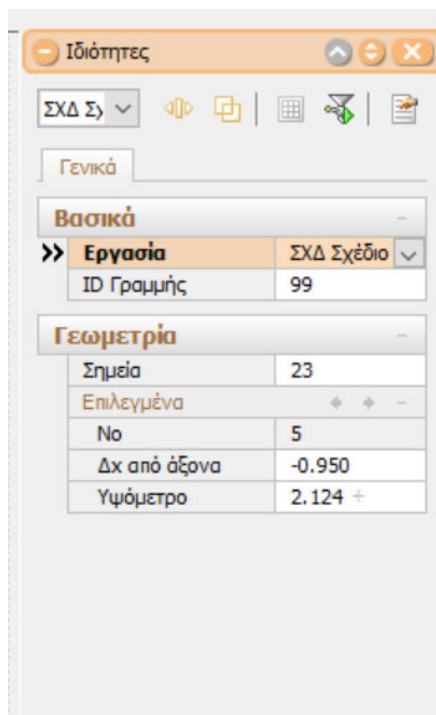 Ιδιότητες
ΣΧΔ Σχ
Γενικά
Βασικά
Εργασία ΣΧΔ Σχέδιο
ID Γραμμής 99
Γεωμετρία
Σημεία 23
Επιλεγμένα
No 5
Δx από άξονα -0.950
Υψόμετρο 2.124